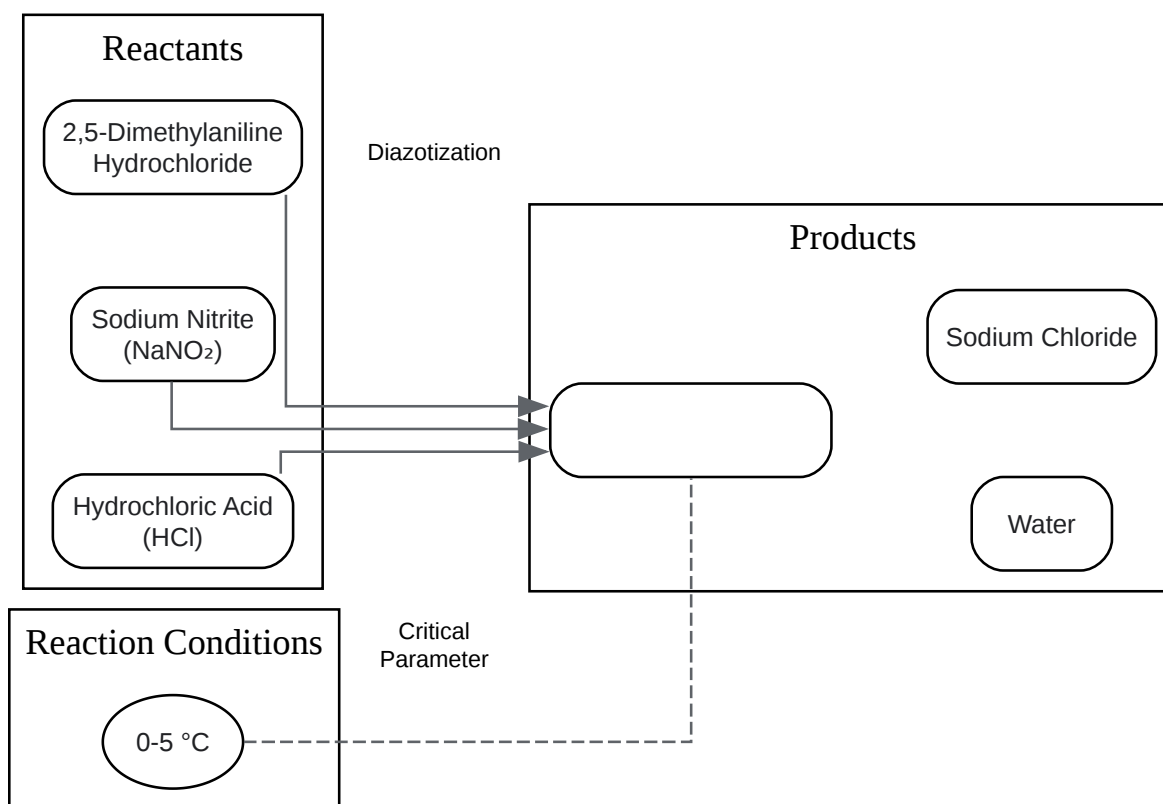 Reactants
2,5-Dimethylaniline
Hydrochloride
Diazotization
Products
Sodium Nitrite
(NaNO₂)
Sodium Chloride
Hydrochloric Acid
(HCl)
Water
Reaction Conditions
Critical
Parameter
0-5 °C